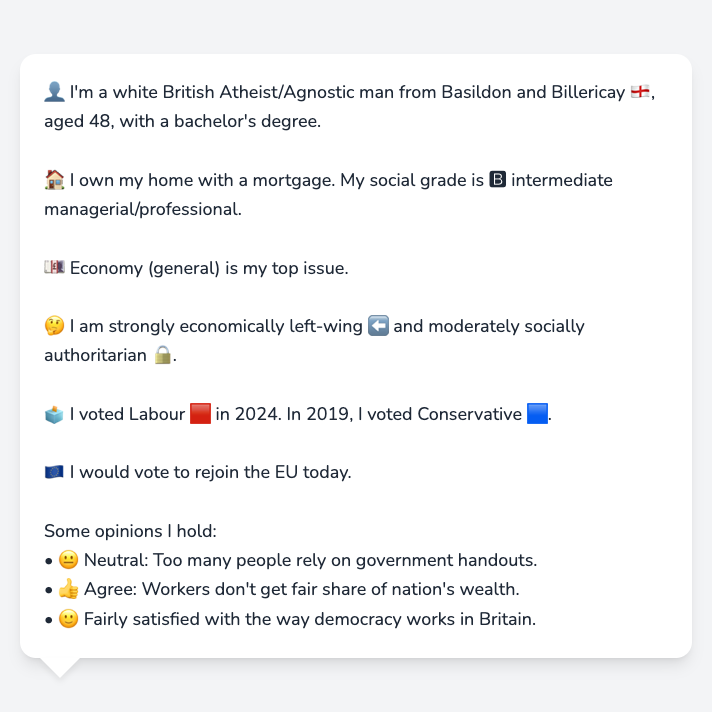 👤 I'm a white British Atheist/Agnostic man from Basildon and Billericay 🏴󠁧󠁢󠁥󠁮󠁧󠁿,
aged 48, with a bachelor's degree.
🏠 I own my home with a mortgage. My social grade is 🅱 intermediate
managerial/professional.
💷 Economy (general) is my top issue.
🤔 I am strongly economically left-wing ⬅️ and moderately socially
authoritarian 🔒.
🗳️ I voted Labour 🟥 in 2024. In 2019, I voted Conservative 🟦.
🇪🇺 I would vote to rejoin the EU today.
Some opinions I hold:
• 😐 Neutral: Too many people rely on government handouts.
• 👍 Agree: Workers don't get fair share of nation's wealth.
• 🙂 Fairly satisfied with the way democracy works in Britain.